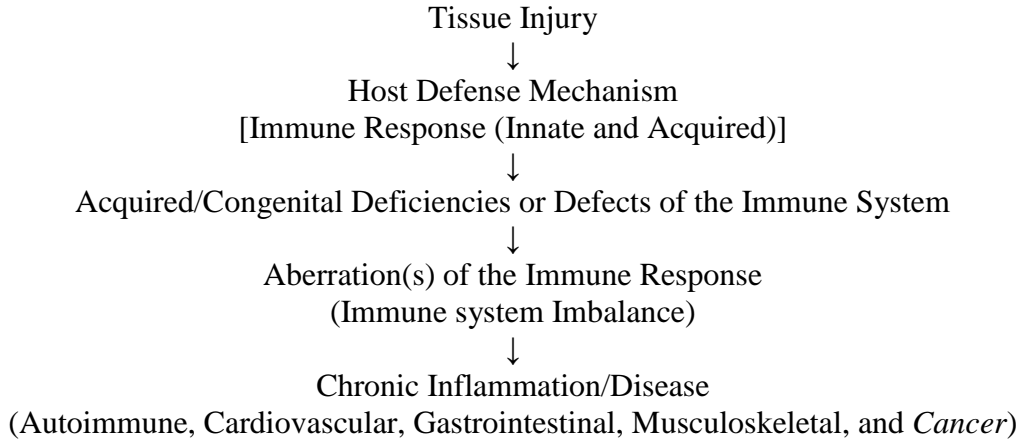 Tissue Injury
↓
Host Defense Mechanism
[Immune Response (Innate and Acquired)]
↓
Acquired/Congenital Deficiencies or Defects of the Immune System
↓
Aberration(s) of the Immune Response
(Immune system Imbalance)
↓
Chronic Inflammation/Disease
(Autoimmune, Cardiovascular, Gastrointestinal, Musculoskeletal, and Cancer)